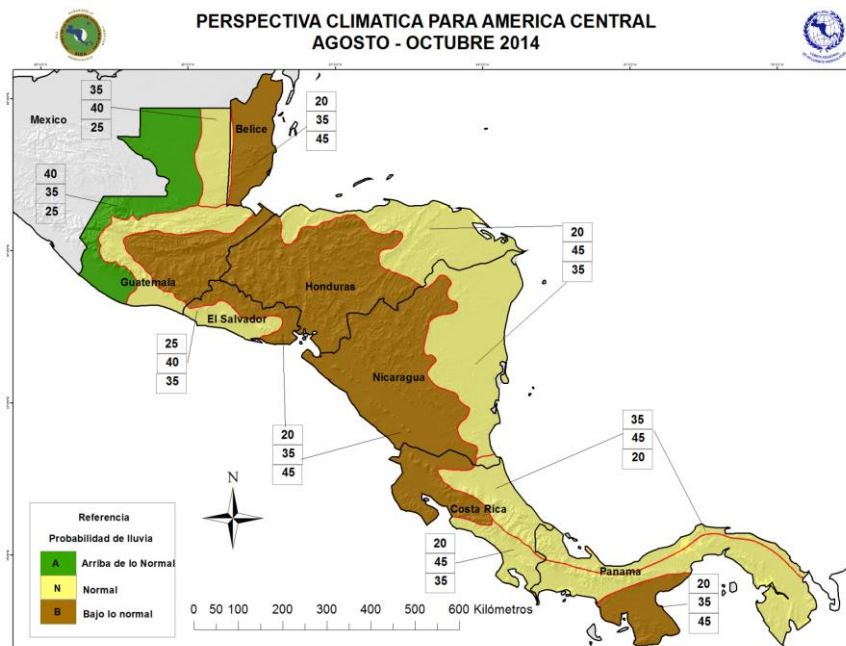 PERSPECTIVA CLIMATICA PARA AMERICA CENTRAL
AGOSTO - OCTUBRE 2014
Mexico
35
40
25
Belice
20
35
45
40
35
25
20
45
35
Guatemala
Honduras
El Salvador
25
40
35
Nicaragua
20
35
45
35
45
20
N
Costa Rica
20
45
35
Panama
20
35
45
Referencia
Probabilidad de lluvia
A Arriba de lo Normal
N Normal
B Bajo lo normal
0 50 100 200 300 400 500 600 Kilómetros